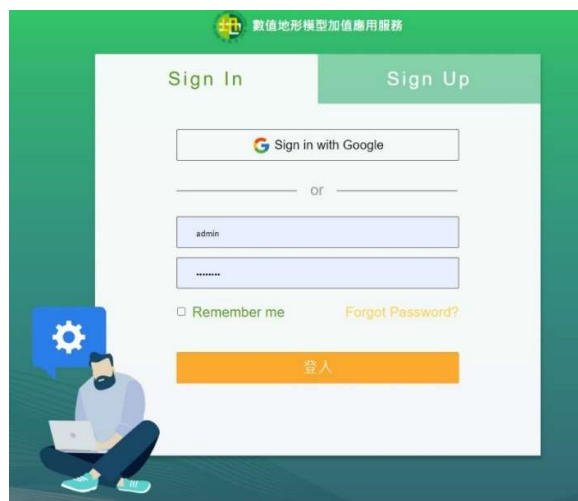 數值地形模型加值應用服務
Sign In Sign Up
Sign in with Google
or
admin
••••••••
Remember me Forgot Password?
登入